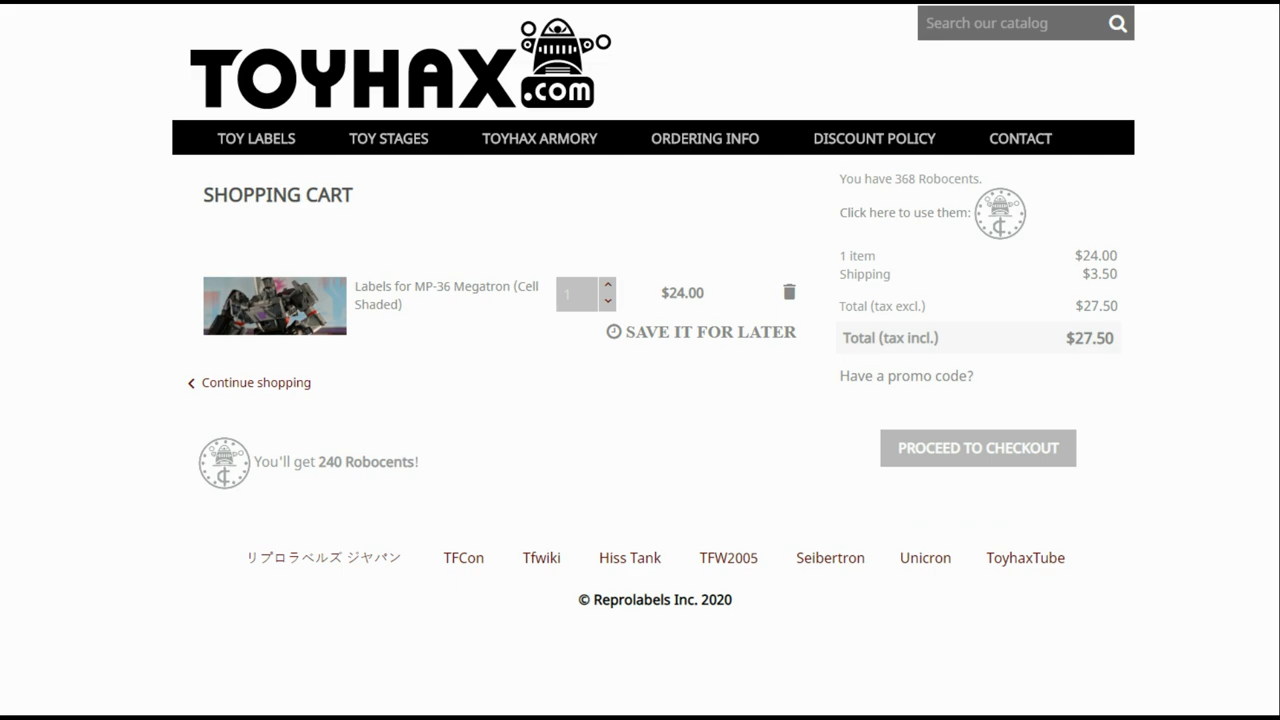 Search our catalog
TOYHAX
.com
TOY LABELS TOY STAGES TOYHAX ARMORY ORDERING INFO DISCOUNT POLICY CONTACT
SHOPPING CART
You have 368 Robocents.
Click here to use them:
Labels for MP-36 Megatron (Cell
Shaded)
1
$24.00
SAVE IT FOR LATER
1 item $24.00
Shipping $3.50
Total (tax excl.) $27.50
Total (tax incl.) $27.50
Have a promo code?
Continue shopping
You'll get 240 Robocents!
PROCEED TO CHECKOUT
リプロラベルズ ジャパン TFCon Tfwiki Hiss Tank TFW2005 Seibertron Unicron ToyhaxTube
© Reprolabels Inc. 2020